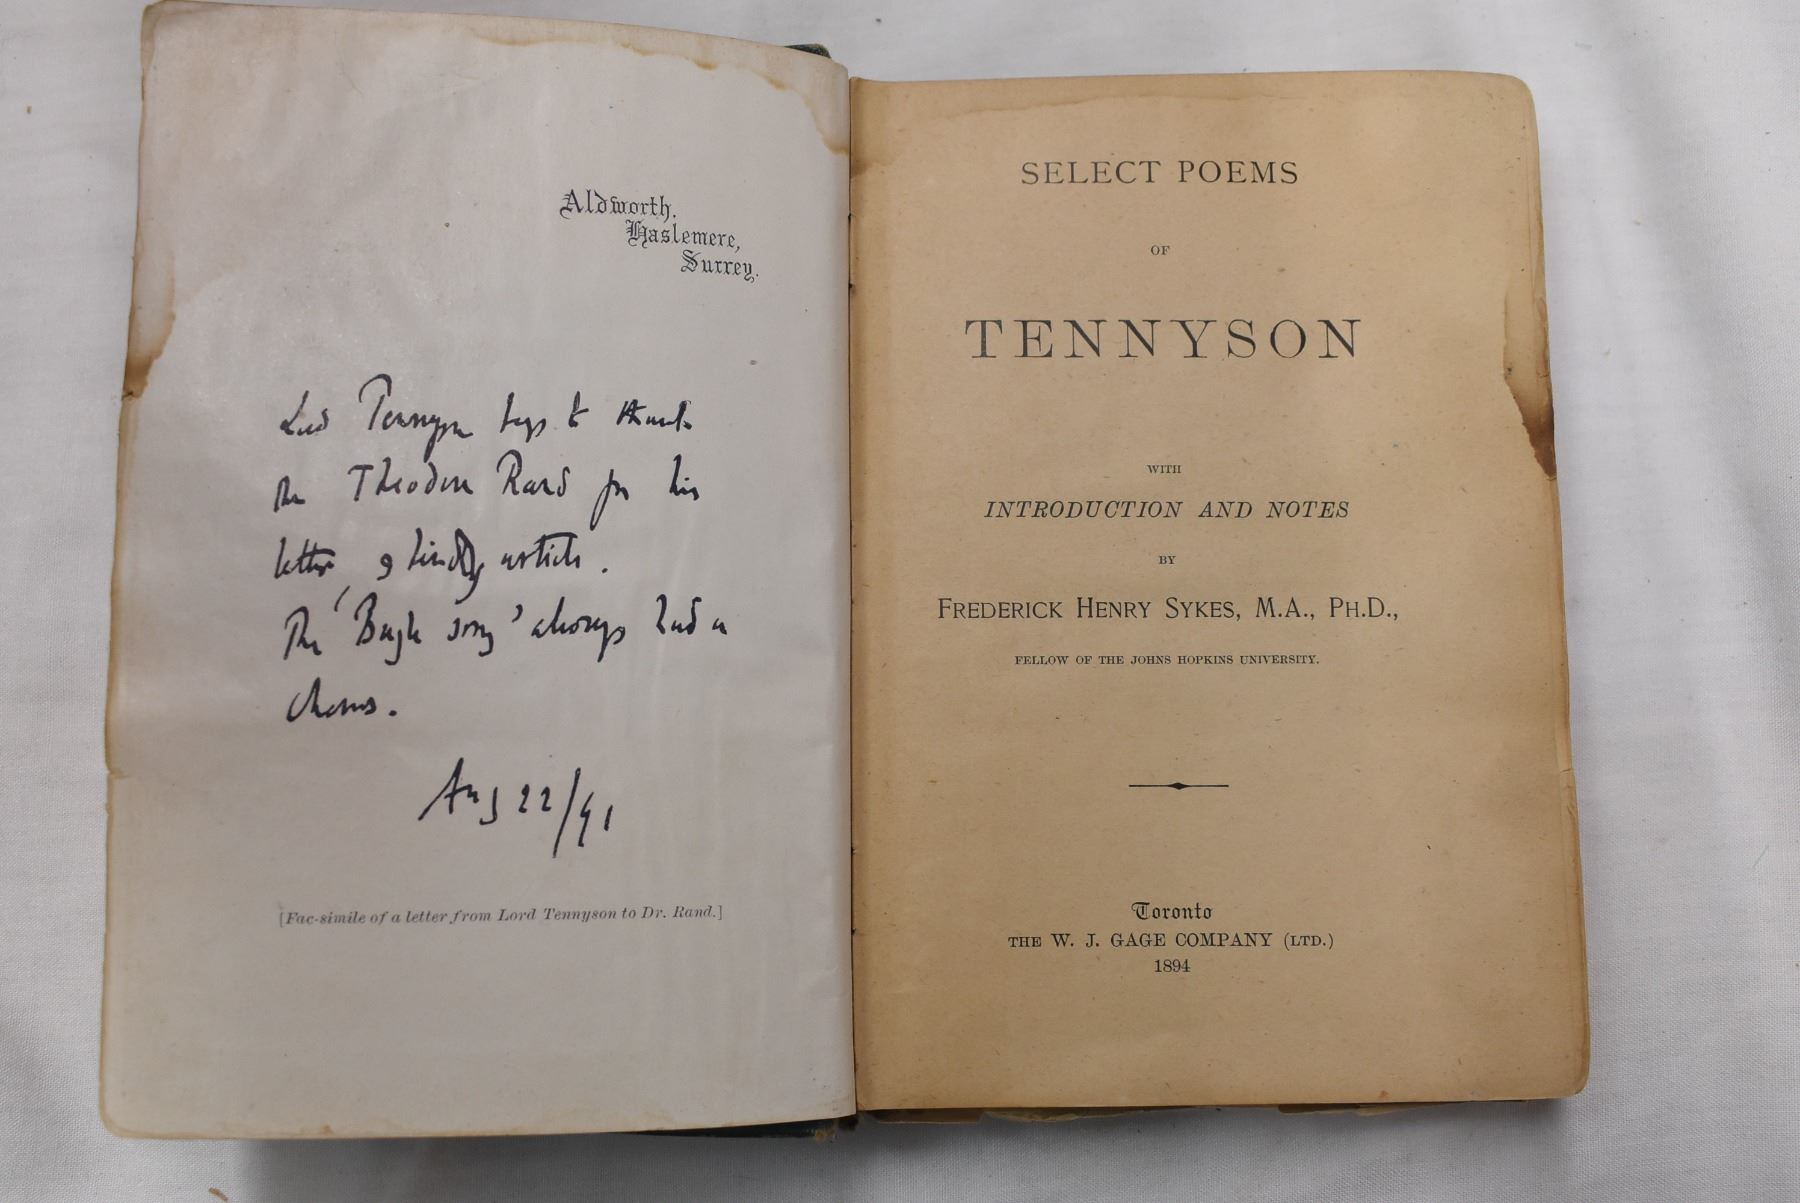 Aldworth.
Haslemere,
Surrey.
Lord Tennyson begs to thank
Mr Theodore Rand for his
letter, & kindly article.
The 'Bugle song' always had a
chorus.
Aug 22/91
[Fac-simile of a letter from Lord Tennyson to Dr. Rand.]
SELECT POEMS
OF
TENNYSON
WITH
INTRODUCTION AND NOTES
BY
FREDERICK HENRY SYKES, M.A., PH.D.,
FELLOW OF THE JOHNS HOPKINS UNIVERSITY.
Toronto
THE W. J. GAGE COMPANY (LTD.)
1894